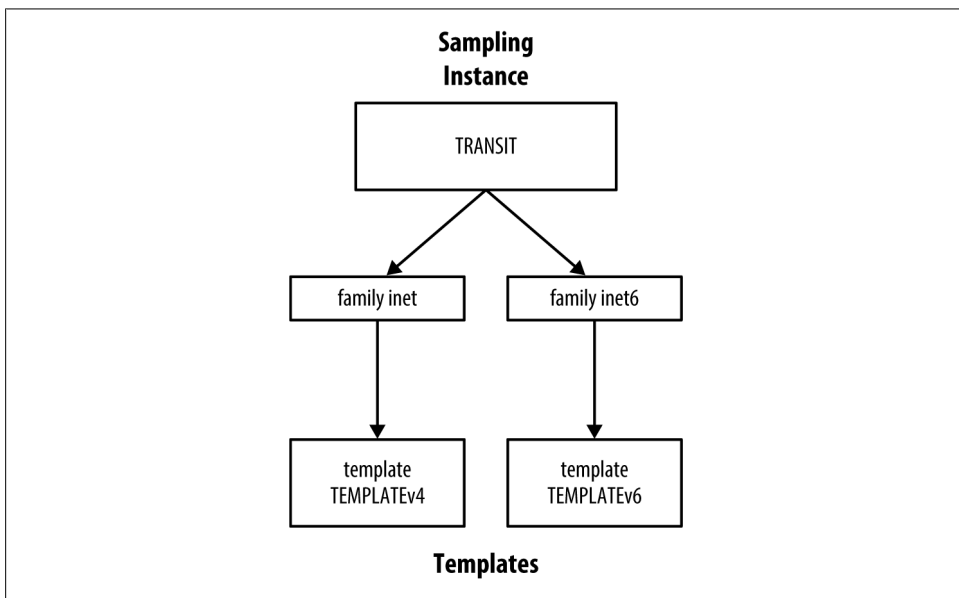 Sampling
Instance
TRANSIT
family inet
family inet6
template
TEMPLATEv4
template
TEMPLATEv6
Templates